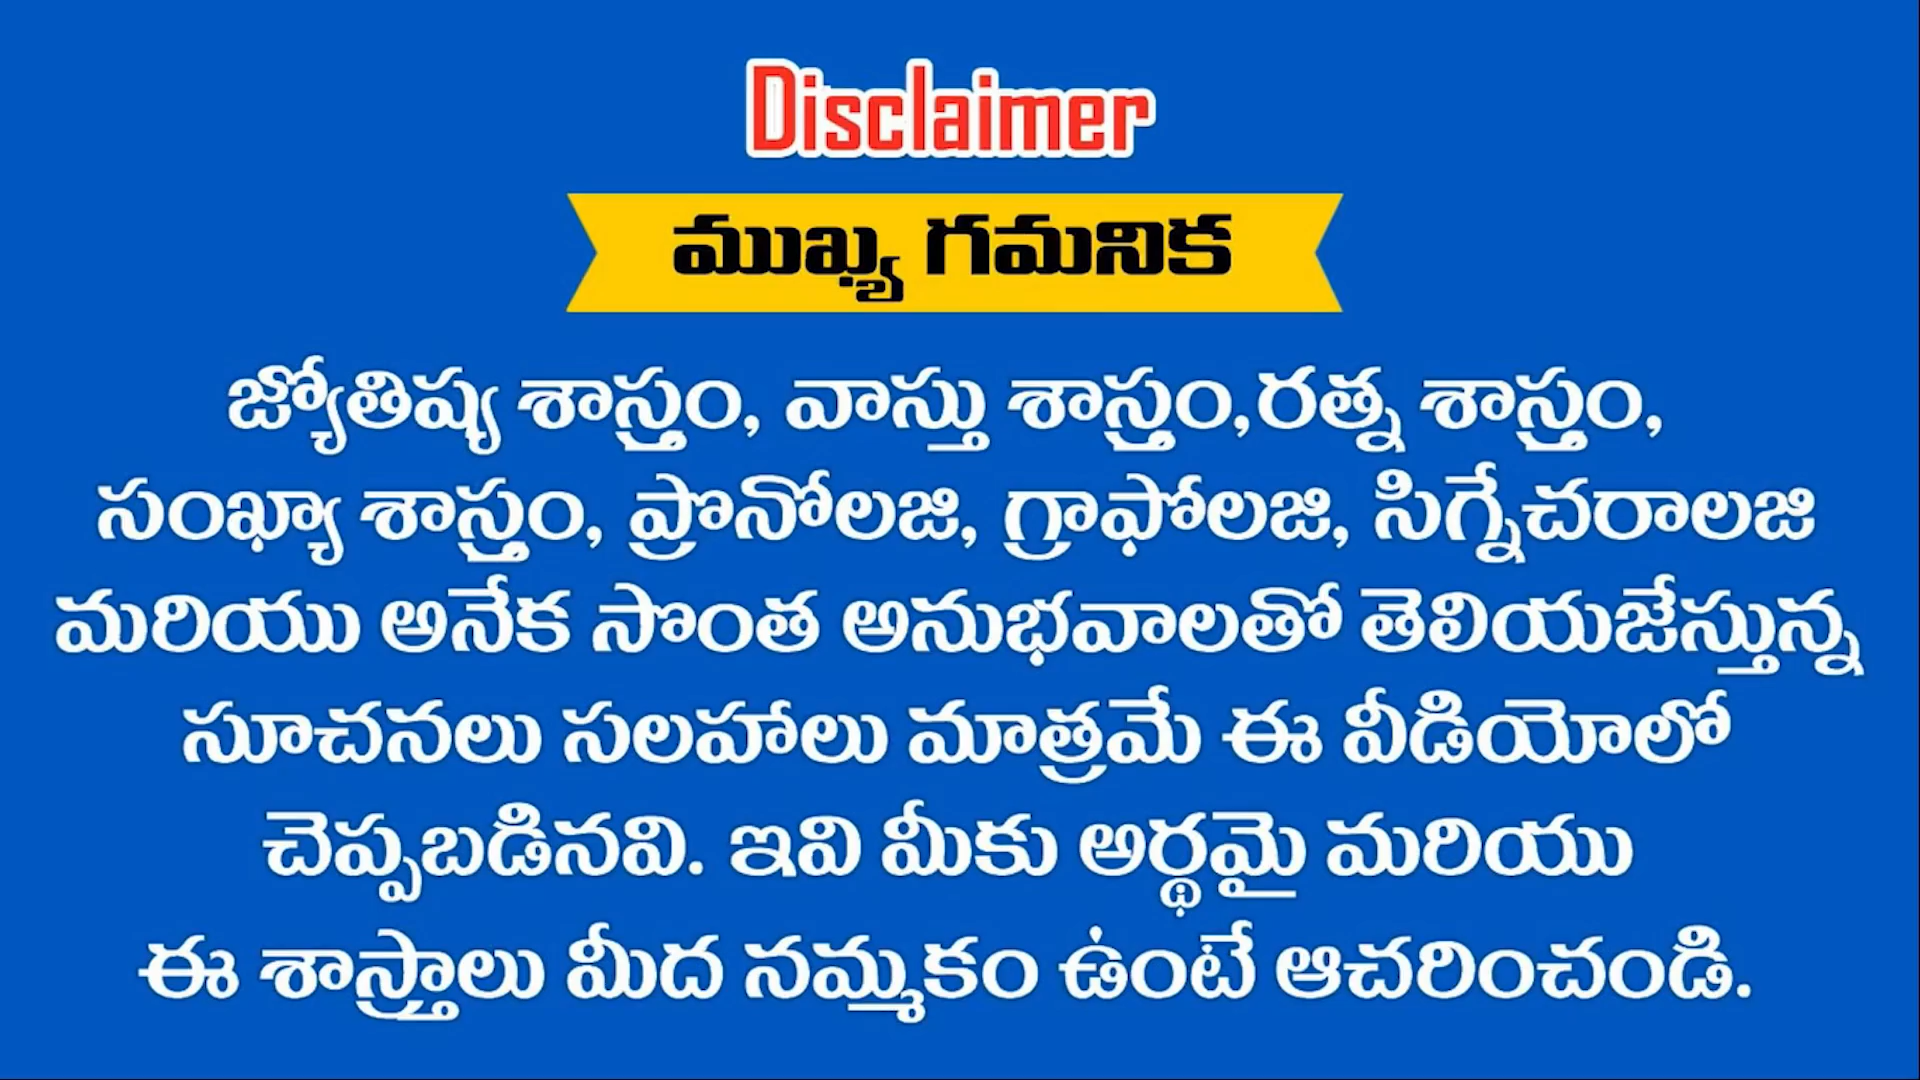 Disclaimer
ముఖ్య గమనిక
జ్యోతిష్య శాస్త్రం, వాస్తు శాస్త్రం,రత్న శాస్త్రం,
సంఖ్యా శాస్త్రం, ప్రొనోలజి, గ్రాఫోలజి, సిగ్నేచరాలజి
మరియు అనేక సొంత అనుభవాలతో తెలియజేస్తున్న
సూచనలు సలహాలు మాత్రమే ఈ వీడియోలో
చెప్పబడినవి. ఇవి మీకు అర్థమై మరియు
ఈ శాస్త్రాలు మీద నమ్మకం ఉంటే ఆచరించండి.